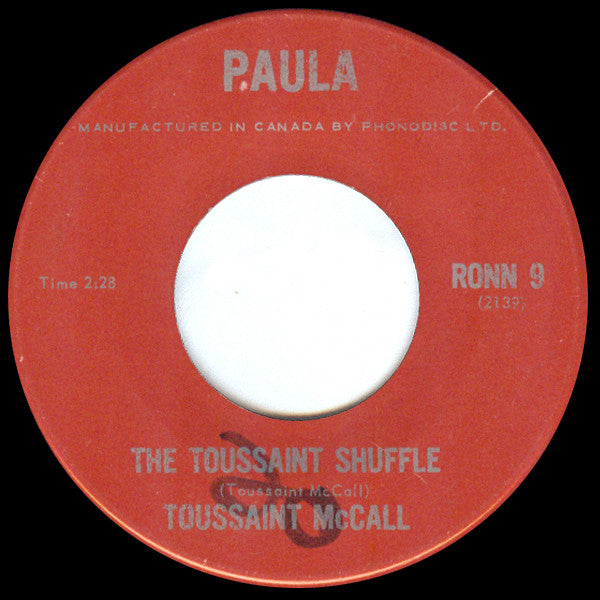 PAULA
MANUFACTURED IN CANADA BY PHONODISC LTD.
Time 2:28
RONN 9
(2139)
THE TOUSSAINT SHUFFLE
(Toussaint McCall)
TOUSSAINT McCALL